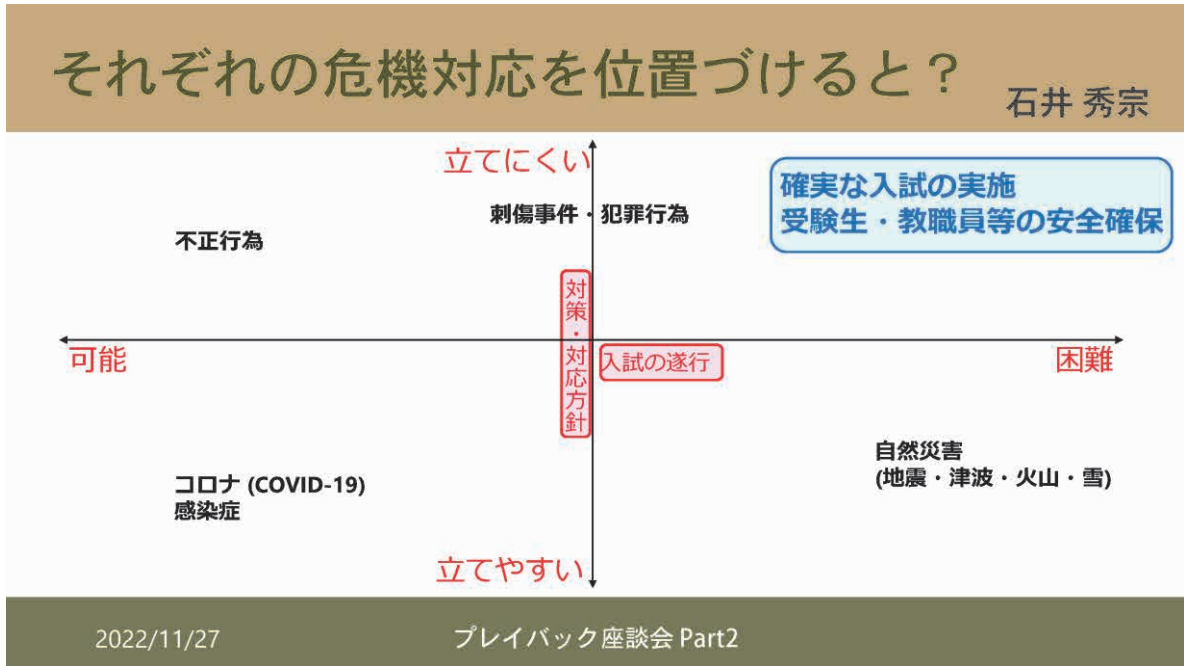 それぞれの危機対応を位置づけると？
石井 秀宗
立てにくい
確実な入試の実施
受験生・教職員等の安全確保
刺傷事件・犯罪行為
不正行為
対策・対応方針
可能
入試の遂行
困難
自然災害
(地震・津波・火山・雪)
コロナ (COVID-19)
感染症
立てやすい
2022/11/27
プレイバック座談会 Part2